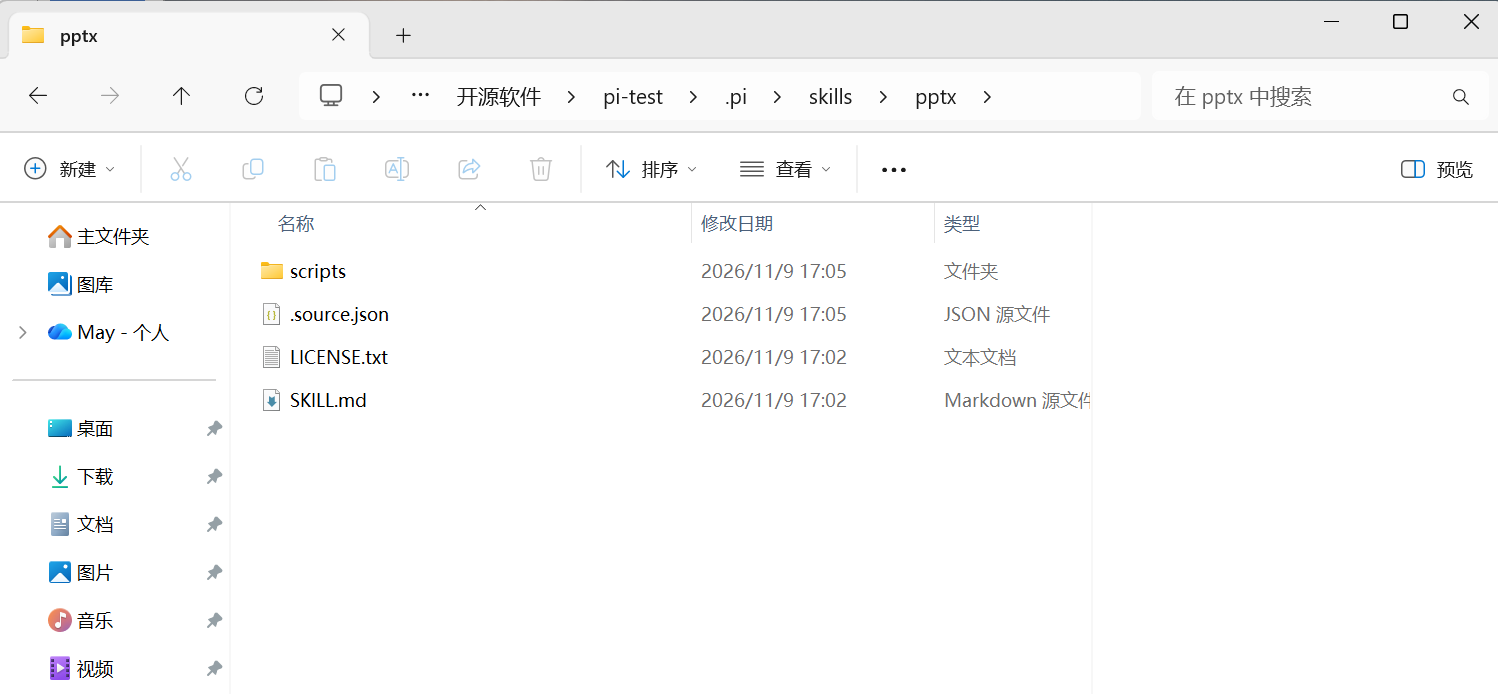 pptx
开源软件 pi-test .pi skills pptx
在 pptx 中搜索
新建 排序 查看 预览
主文件夹
图库
May - 个人
桌面
下载
文档
图片
音乐
视频
名称 修改日期 类型
scripts 2026/11/9 17:05 文件夹
.source.json 2026/11/9 17:05 JSON 源文件
LICENSE.txt 2026/11/9 17:02 文本文档
SKILL.md 2026/11/9 17:02 Markdown 源文件